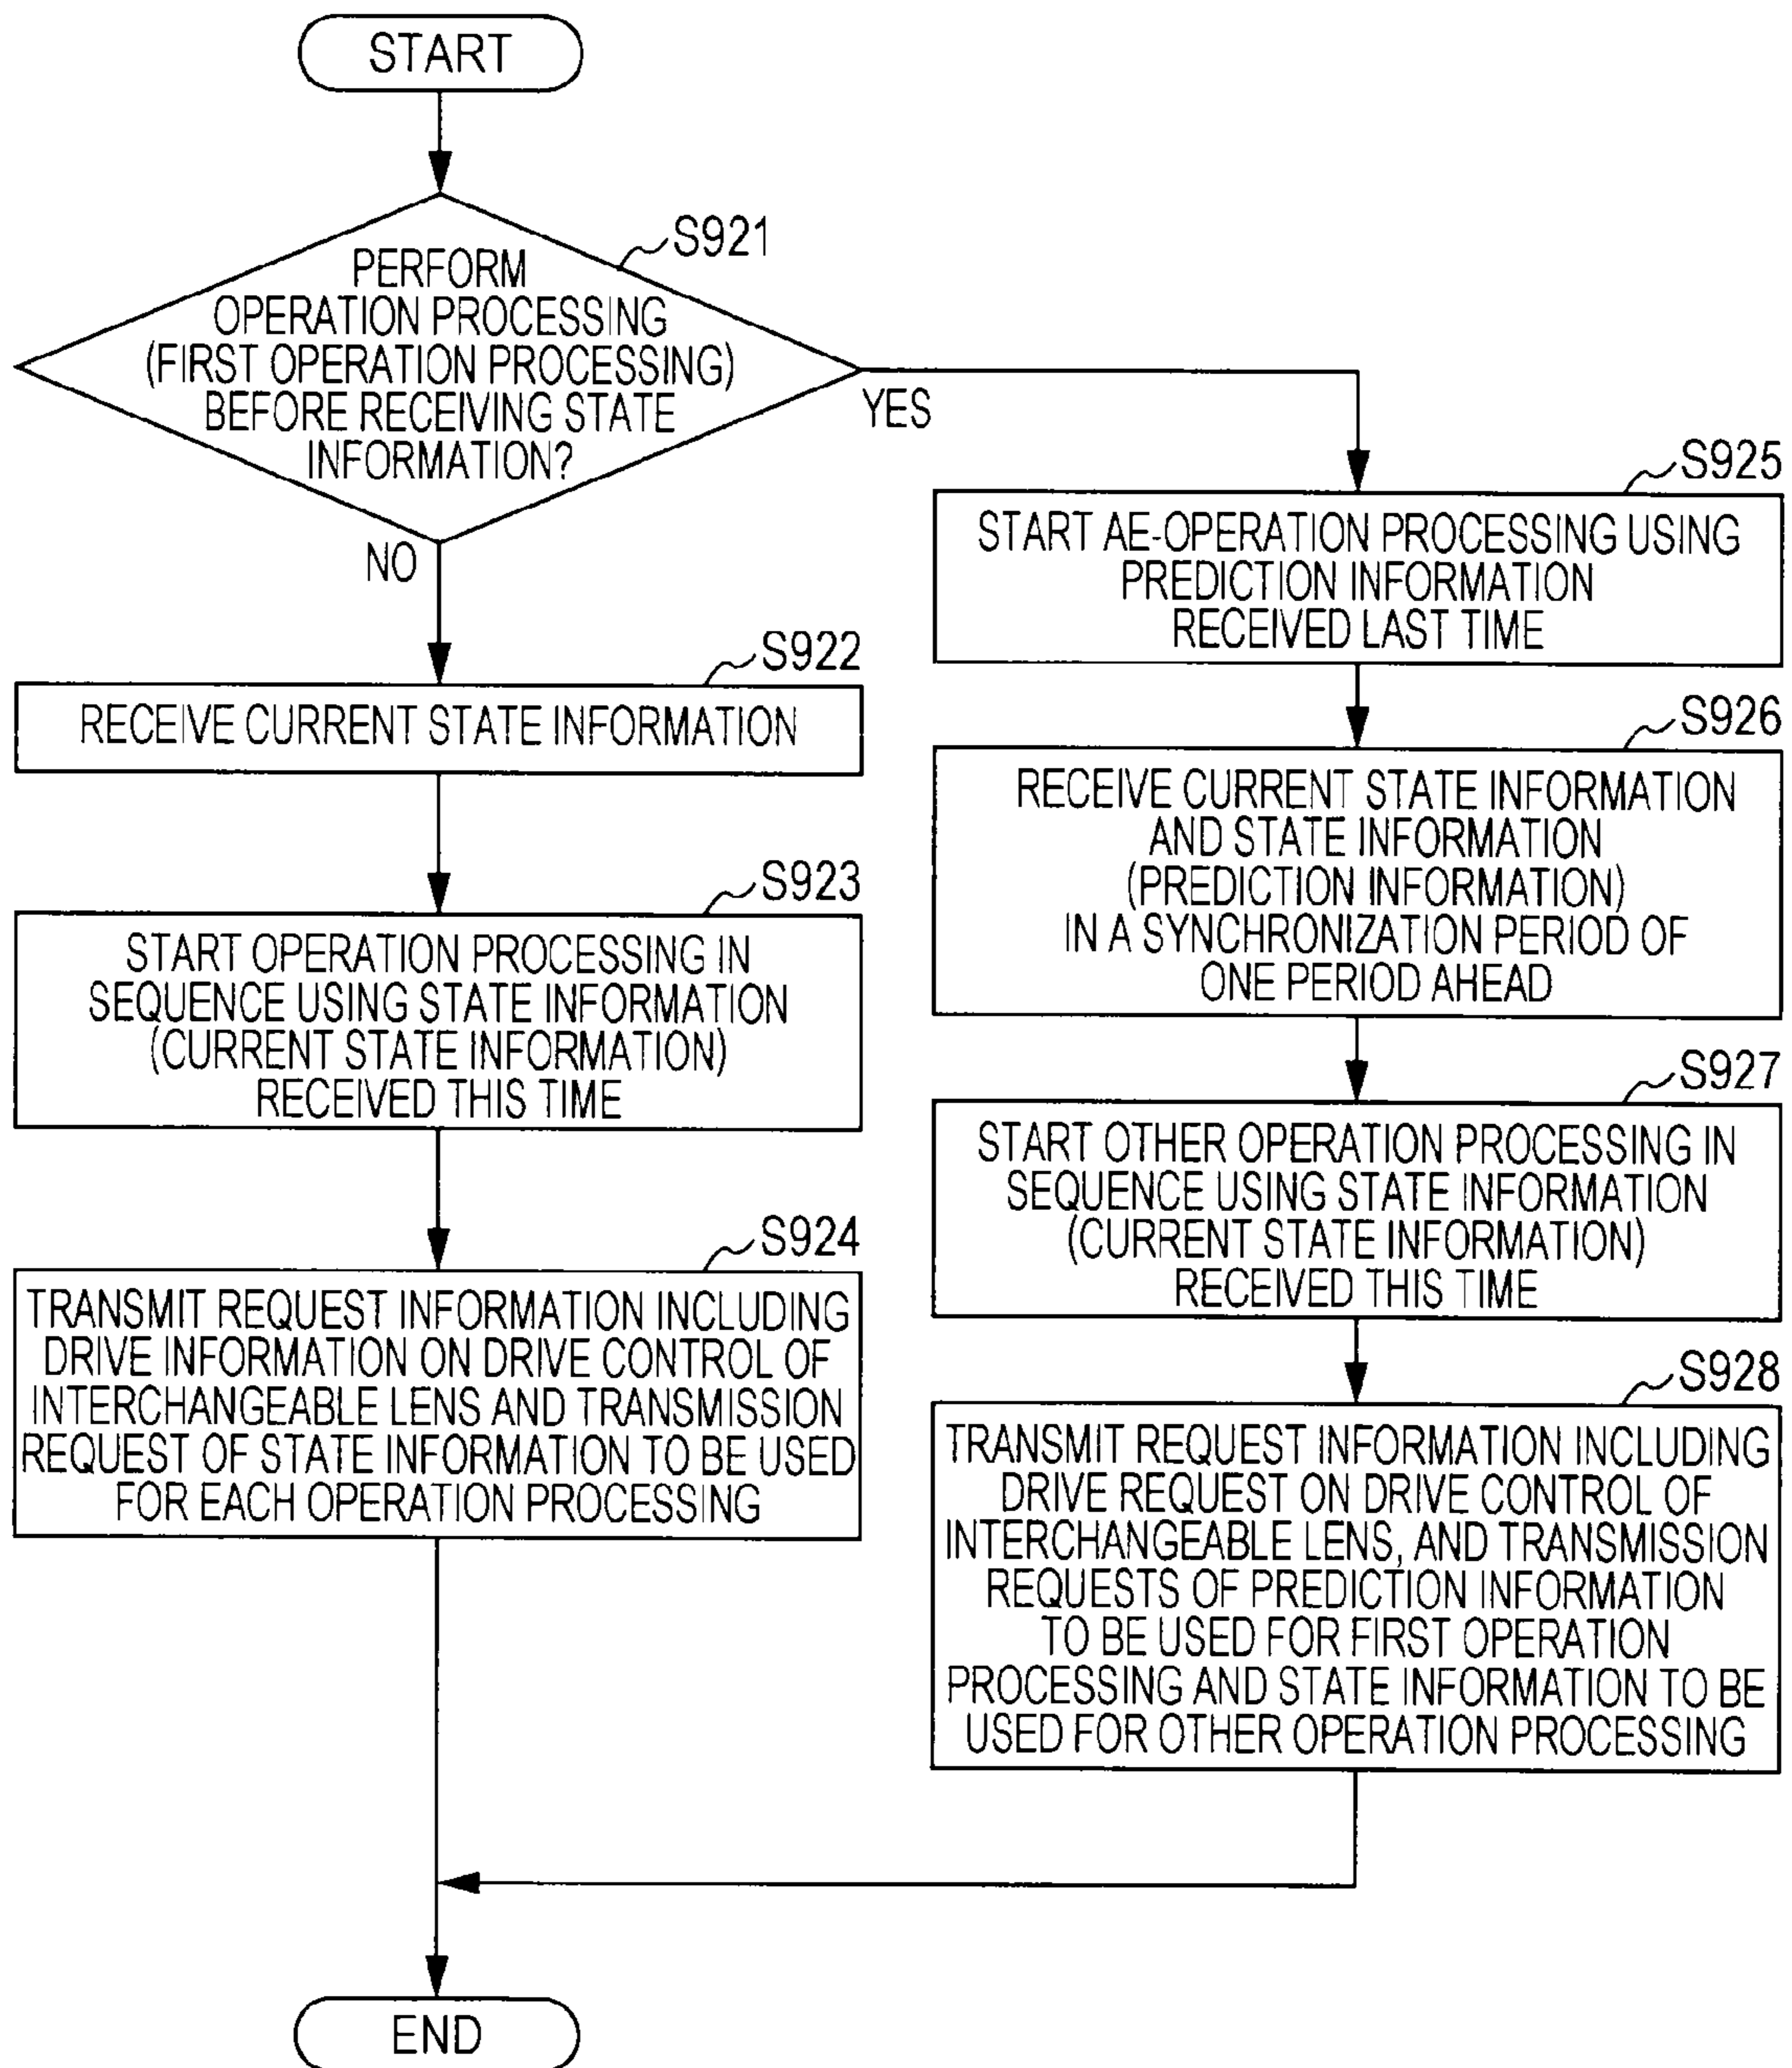 START
S921
PERFORM
OPERATION PROCESSING
(FIRST OPERATION PROCESSING)
BEFORE RECEIVING STATE
INFORMATION?
YES
NO
S922
RECEIVE CURRENT STATE INFORMATION
S923
START OPERATION PROCESSING IN
SEQUENCE USING STATE INFORMATION
(CURRENT STATE INFORMATION)
RECEIVED THIS TIME
S924
TRANSMIT REQUEST INFORMATION INCLUDING
DRIVE INFORMATION ON DRIVE CONTROL OF
INTERCHANGEABLE LENS AND TRANSMISSION
REQUEST OF STATE INFORMATION TO BE USED
FOR EACH OPERATION PROCESSING
S925
START AE-OPERATION PROCESSING USING
PREDICTION INFORMATION
RECEIVED LAST TIME
S926
RECEIVE CURRENT STATE INFORMATION
AND STATE INFORMATION
(PREDICTION INFORMATION)
IN A SYNCHRONIZATION PERIOD OF
ONE PERIOD AHEAD
S927
START OTHER OPERATION PROCESSING IN
SEQUENCE USING STATE INFORMATION
(CURRENT STATE INFORMATION)
RECEIVED THIS TIME
S928
TRANSMIT REQUEST INFORMATION INCLUDING
DRIVE REQUEST ON DRIVE CONTROL OF
INTERCHANGEABLE LENS, AND TRANSMISSION
REQUESTS OF PREDICTION INFORMATION
TO BE USED FOR FIRST OPERATION
PROCESSING AND STATE INFORMATION TO BE
USED FOR OTHER OPERATION PROCESSING
END